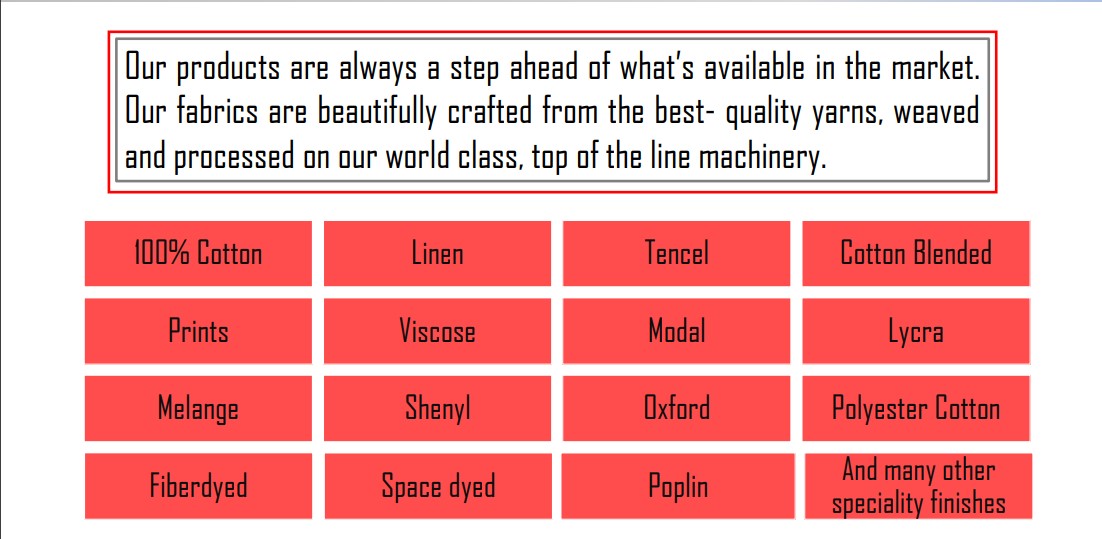 Our products are always a step ahead of what's available in the market.
Our fabrics are beautifully crafted from the best- quality yarns, weaved
and processed on our world class, top of the line machinery.
100% Cotton
Linen
Tencel
Cotton Blended
Prints
Viscose
Modal
Lycra
Melange
Shenyl
Oxford
Polyester Cotton
Fiberdyed
Space dyed
Poplin
And many other
speciality finishes